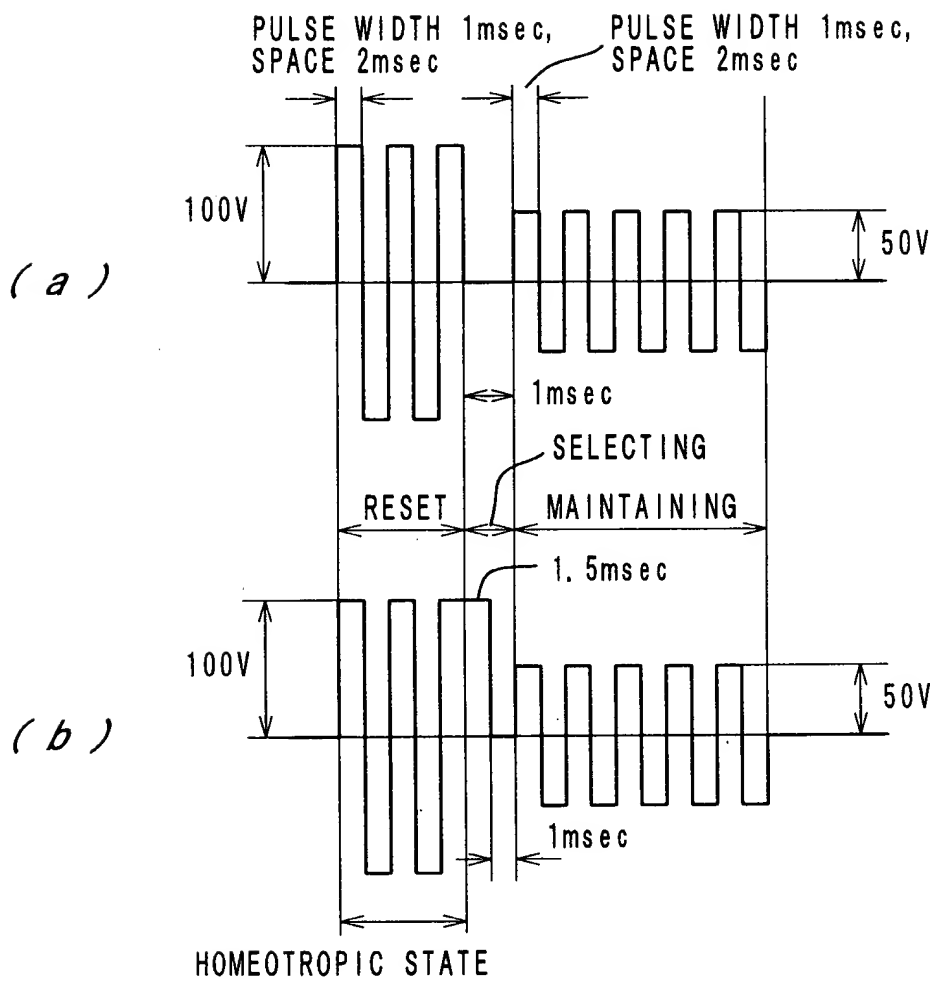 PULSE WIDTH 1msec,
SPACE 2msec
PULSE WIDTH 1msec,
SPACE 2msec
100V
50V
(a)
1msec
SELECTING
RESET
MAINTAINING
1.5msec
100V
50V
(b)
1msec
HOMEOTROPIC STATE